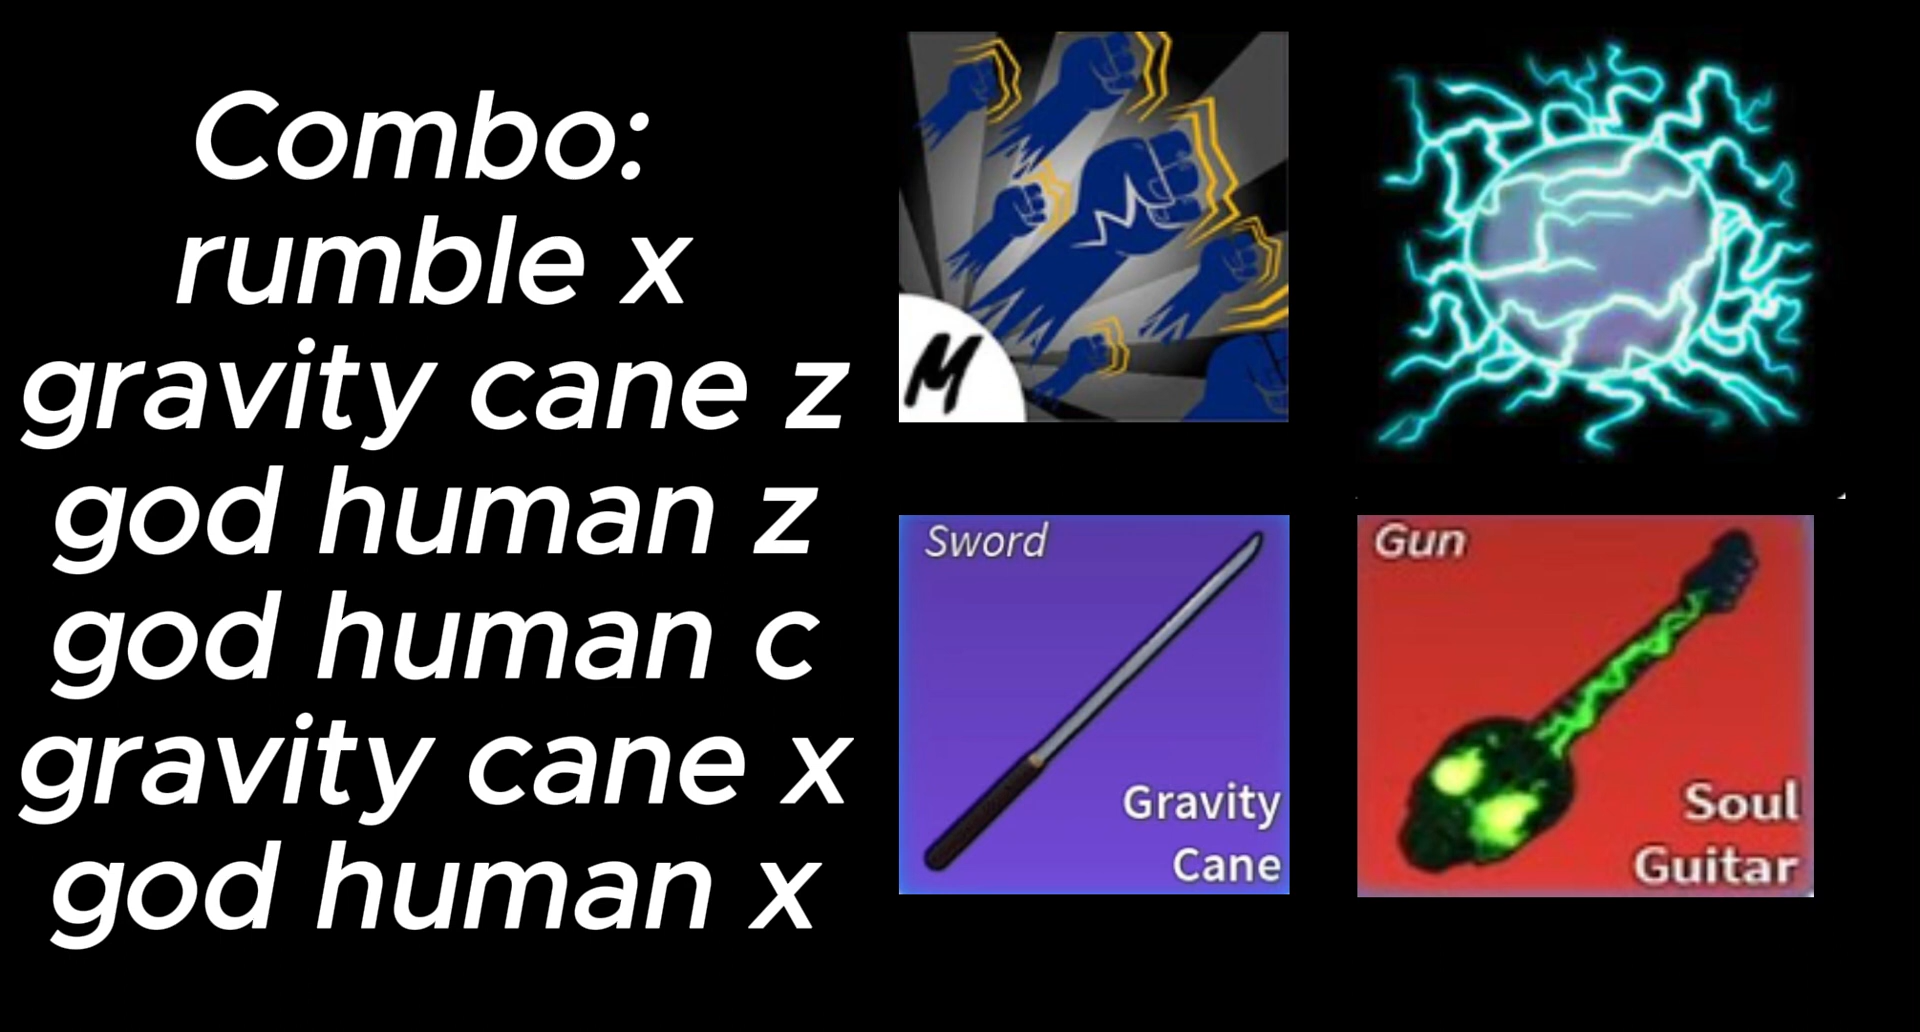 Combo:
rumble x
gravity cane z
god human z
god human c
gravity cane x
god human x
M
Sword
Gravity
Cane
Gun
Soul
Guitar